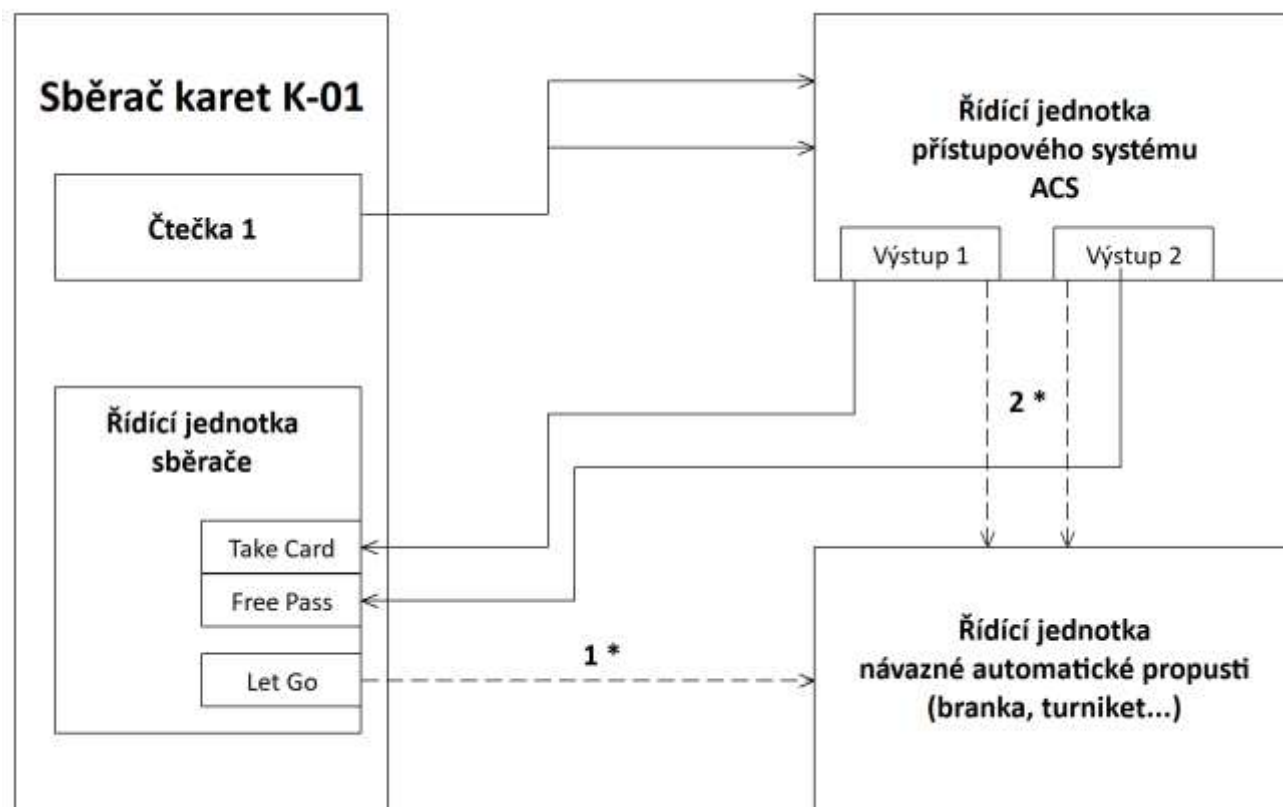 Sběrač karet K-01
Čtečka 1
Řídící jednotka
sběrače
Take Card
Free Pass
Let Go
Řídící jednotka
přístupového systému
ACS
Výstup 1
Výstup 2
2 *
1 *
Řídící jednotka
návazné automatické propusti
(branka, turniket...)